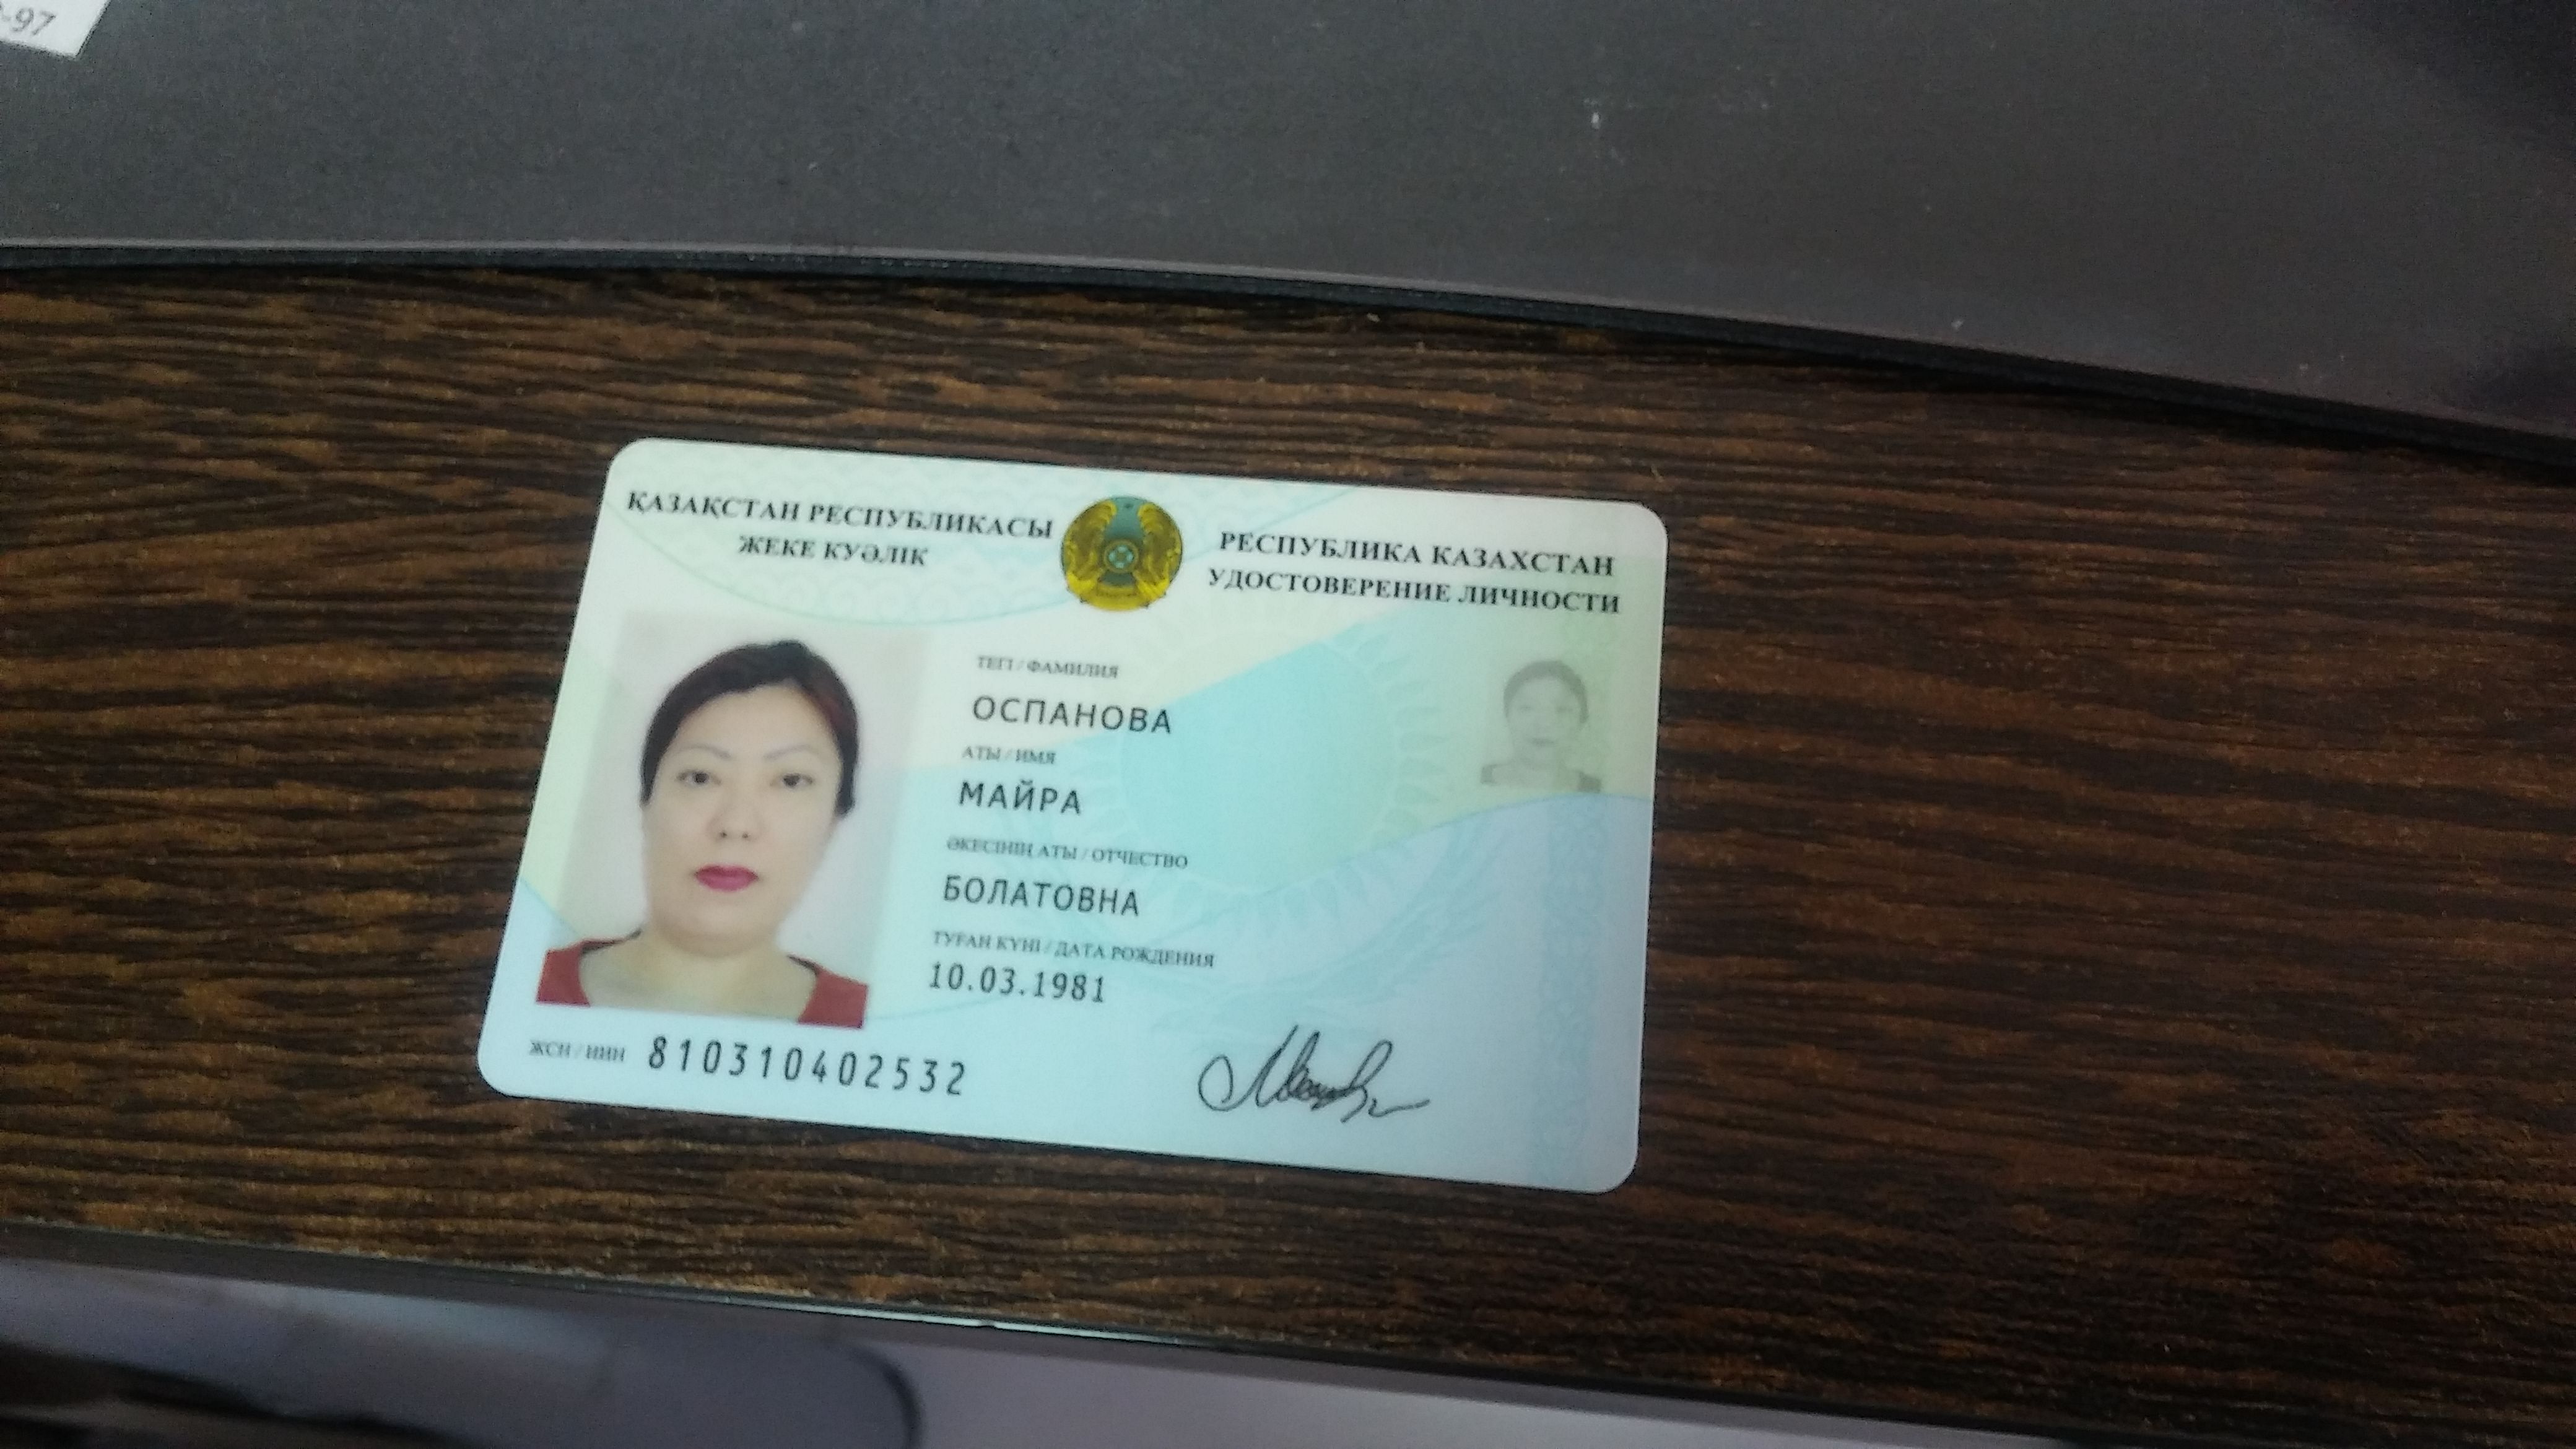 ҚАЗАҚСТАН РЕСПУБЛИКАСЫ
ЖЕКЕ КУӘЛІК
РЕСПУБЛИКА КАЗАХСТАН
УДОСТОВЕРЕНИЕ ЛИЧНОСТИ
ТЕГІ / ФАМИЛИЯ
ОСПАНОВА
АТЫ / ИМЯ
МАЙРА
ӘКЕСІНІҢ АТЫ / ОТЧЕСТВО
БОЛАТОВНА
ТУҒАН КҮНІ / ДАТА РОЖДЕНИЯ
10.03.1981
ЖСН / ИИН 810310402532
-97